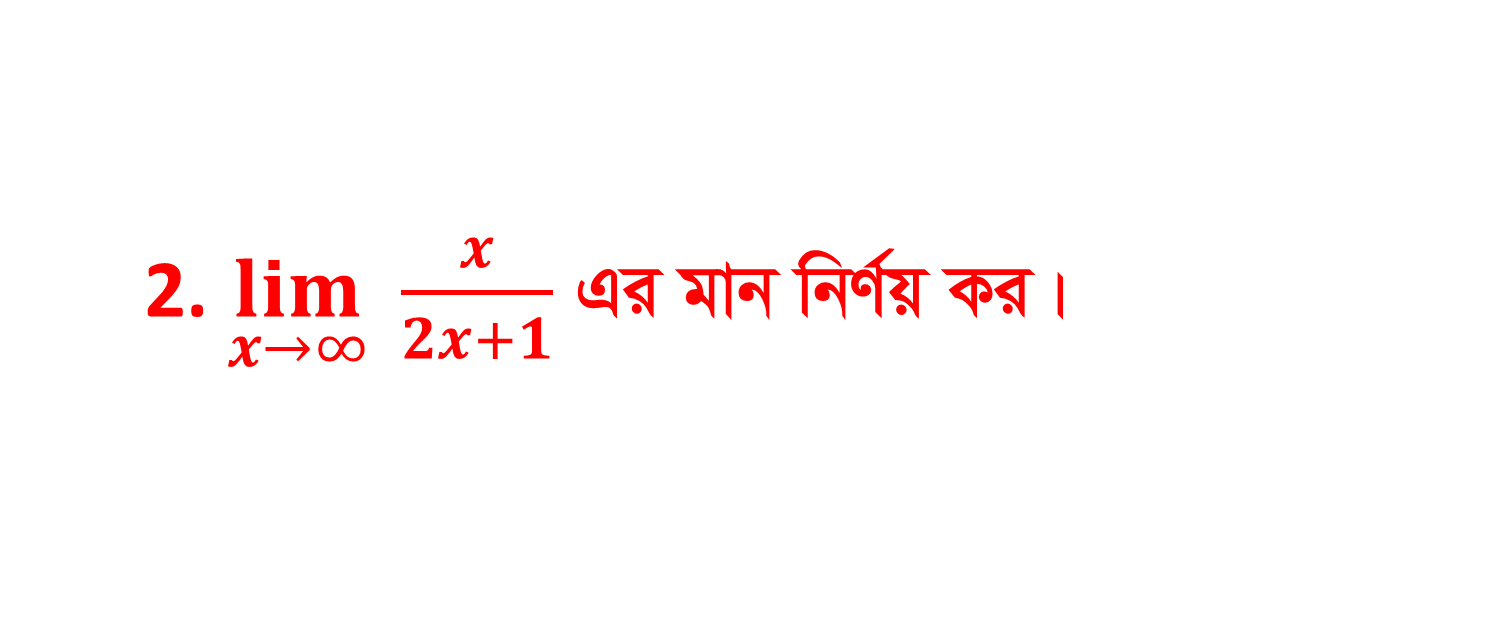 2. lim x→∞ x/2x+1 এর মান নির্ণয় কর।